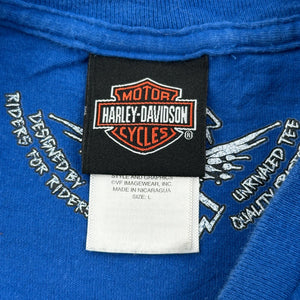 MOTOR
HARLEY-DAVIDSON
CYCLES
®
STYLE AND GRAPHICS
©VF IMAGEWEAR, INC
MADE IN NICARAGUA
SIZE: L
DESIGNED BY
RIDERS FOR RIDERS
UNRIVALED TEE
QUALITY